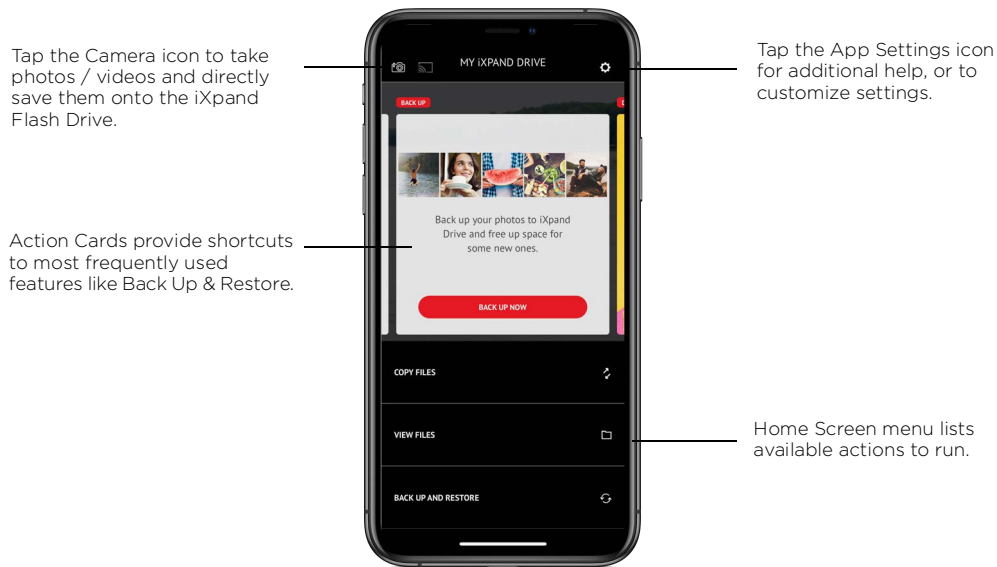 Tap the Camera icon to take
photos / videos and directly
save them onto the iXpand
Flash Drive.
Action Cards provide shortcuts
to most frequently used
features like Back Up & Restore.
MY iXPAND DRIVE
BACK UP
Back up your photos to iXpand
Drive and free up space for
some new ones.
BACK UP NOW
COPY FILES
VIEW FILES
BACK UP AND RESTORE
Tap the App Settings icon
for additional help, or to
customize settings.
Home Screen menu lists
available actions to run.